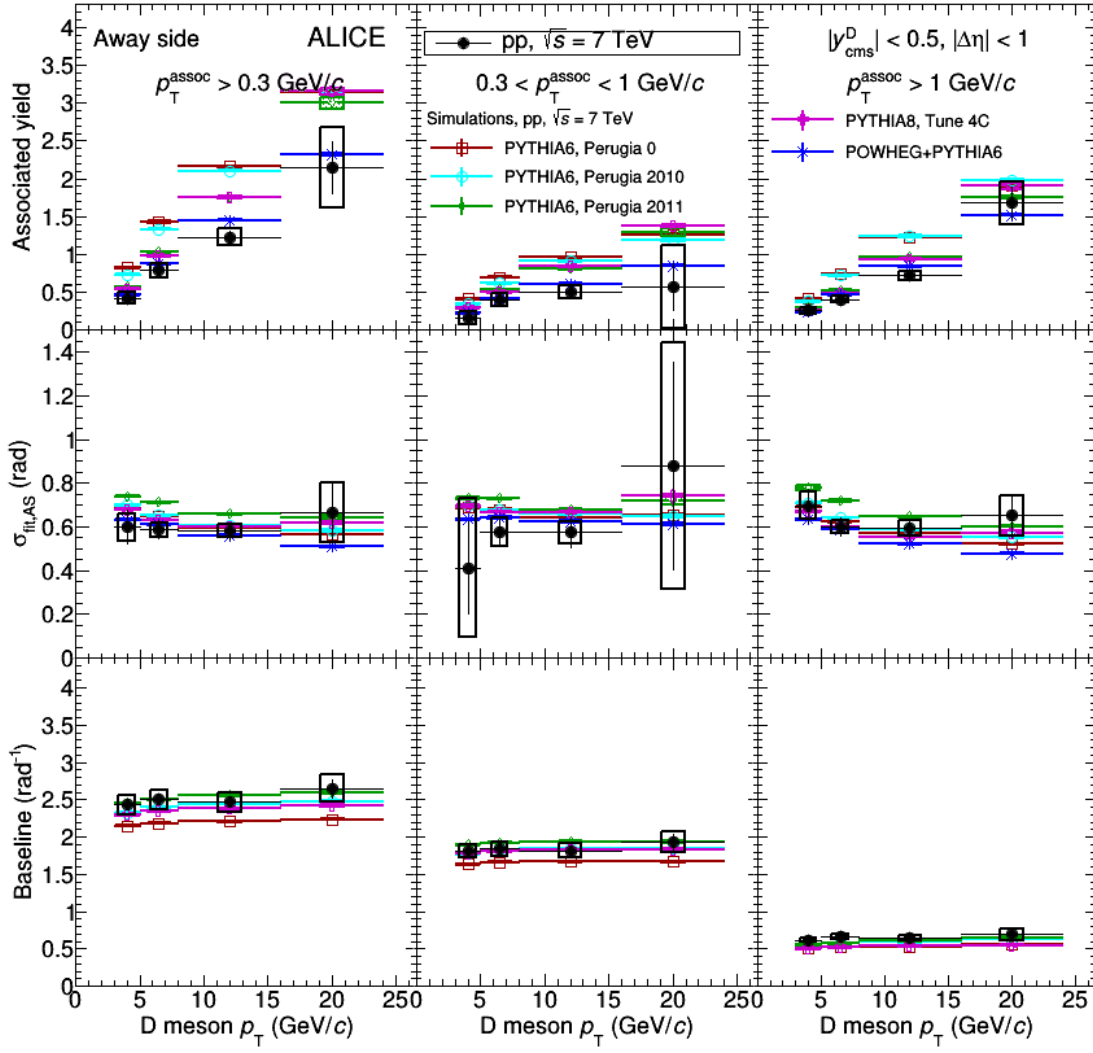 Away side ALICE
pp, √s = 7 TeV
|y^D_cms| < 0.5, |Δη| < 1
p_T^assoc > 0.3 GeV/c
0.3 < p_T^assoc < 1 GeV/c
p_T^assoc > 1 GeV/c
Simulations, pp, √s = 7 TeV
PYTHIA6, Perugia 0
PYTHIA6, Perugia 2010
PYTHIA6, Perugia 2011
PYTHIA8, Tune 4C
POWHEG+PYTHIA6
Associated yield
4
3.5
3
2.5
2
1.5
1
0.5
0
σ_fit,AS (rad)
1.4
1.2
1
0.8
0.6
0.4
0.2
0
Baseline (rad⁻¹)
4
3.5
3
2.5
2
1.5
1
0.5
0
0 5 10 15 20 25
0 5 10 15 20 25
0 5 10 15 20 25
D meson p_T (GeV/c)
D meson p_T (GeV/c)
D meson p_T (GeV/c)